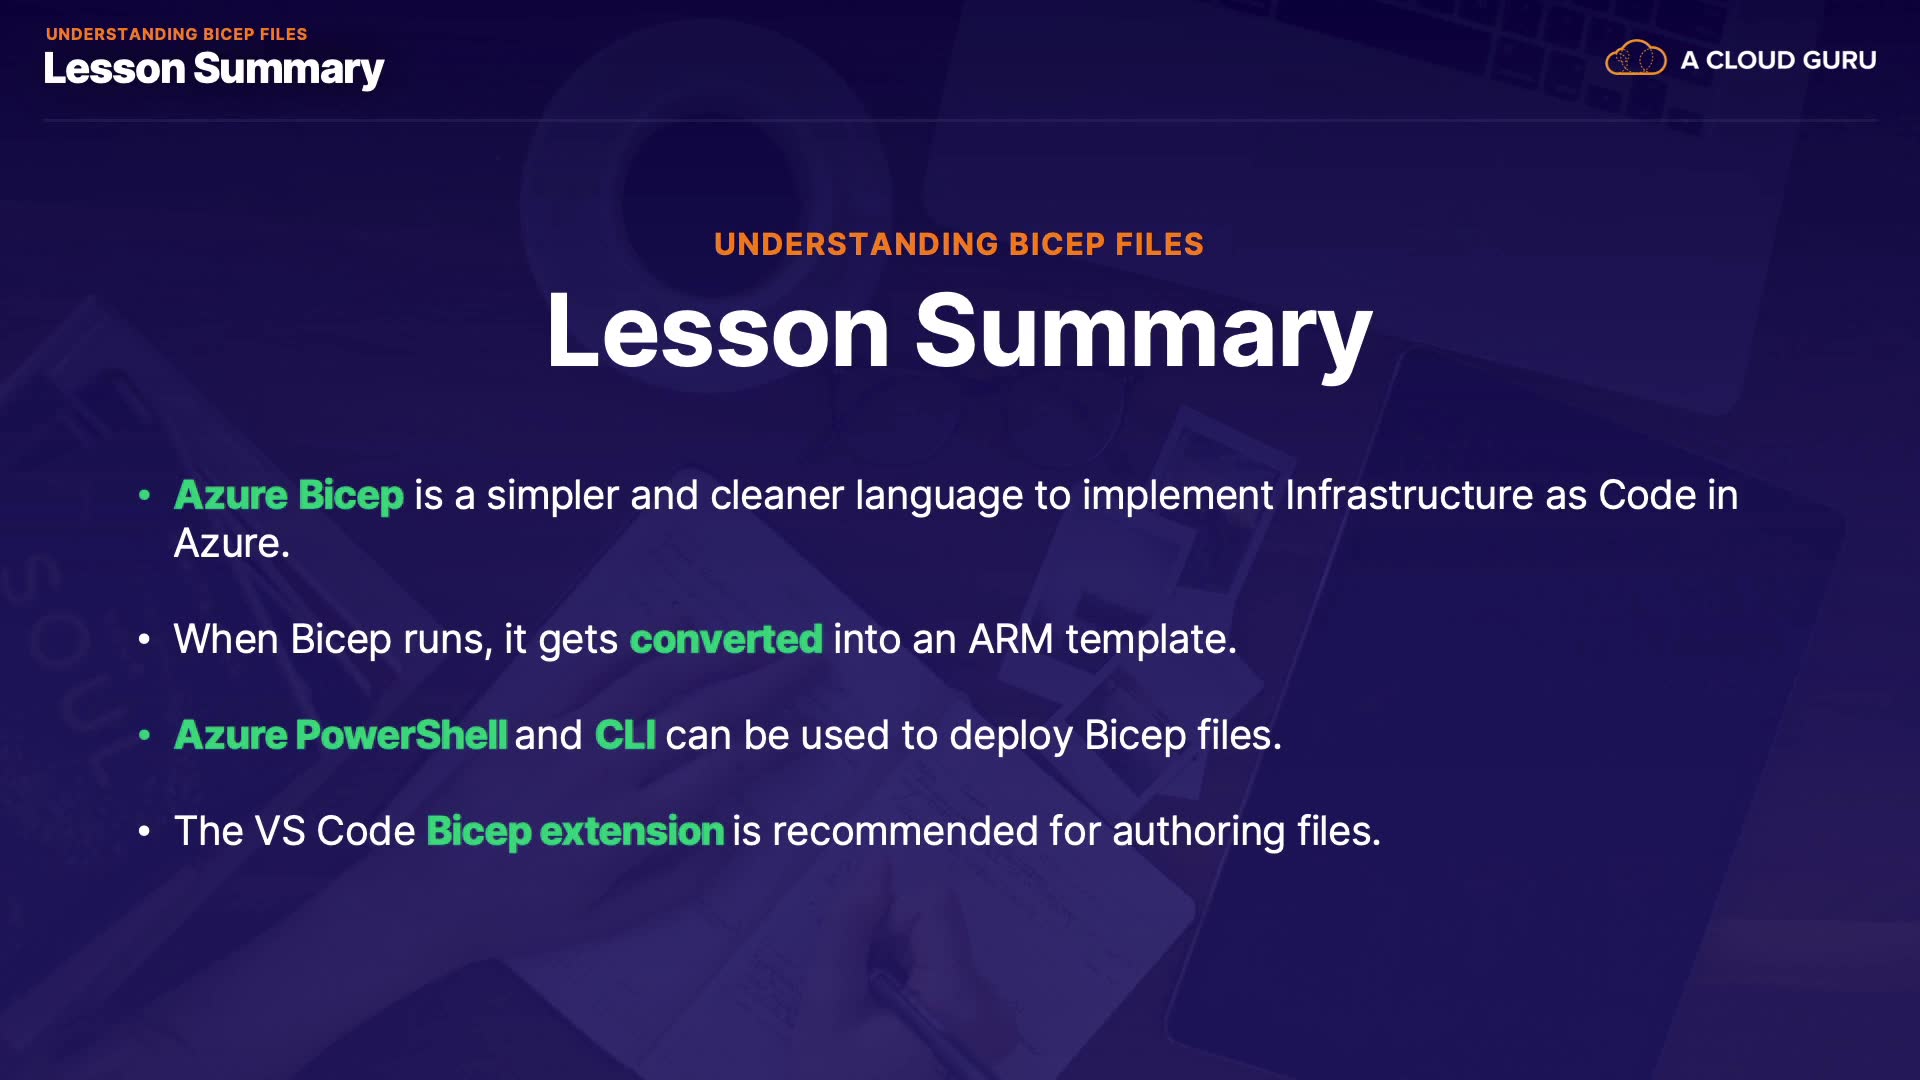 UNDERSTANDING BICEP FILES
Lesson Summary
A CLOUD GURU
UNDERSTANDING BICEP FILES
Lesson Summary
• Azure Bicep is a simpler and cleaner language to implement Infrastructure as Code in
Azure.
• When Bicep runs, it gets converted into an ARM template.
• Azure PowerShell and CLI can be used to deploy Bicep files.
• The VS Code Bicep extension is recommended for authoring files.
SOUL